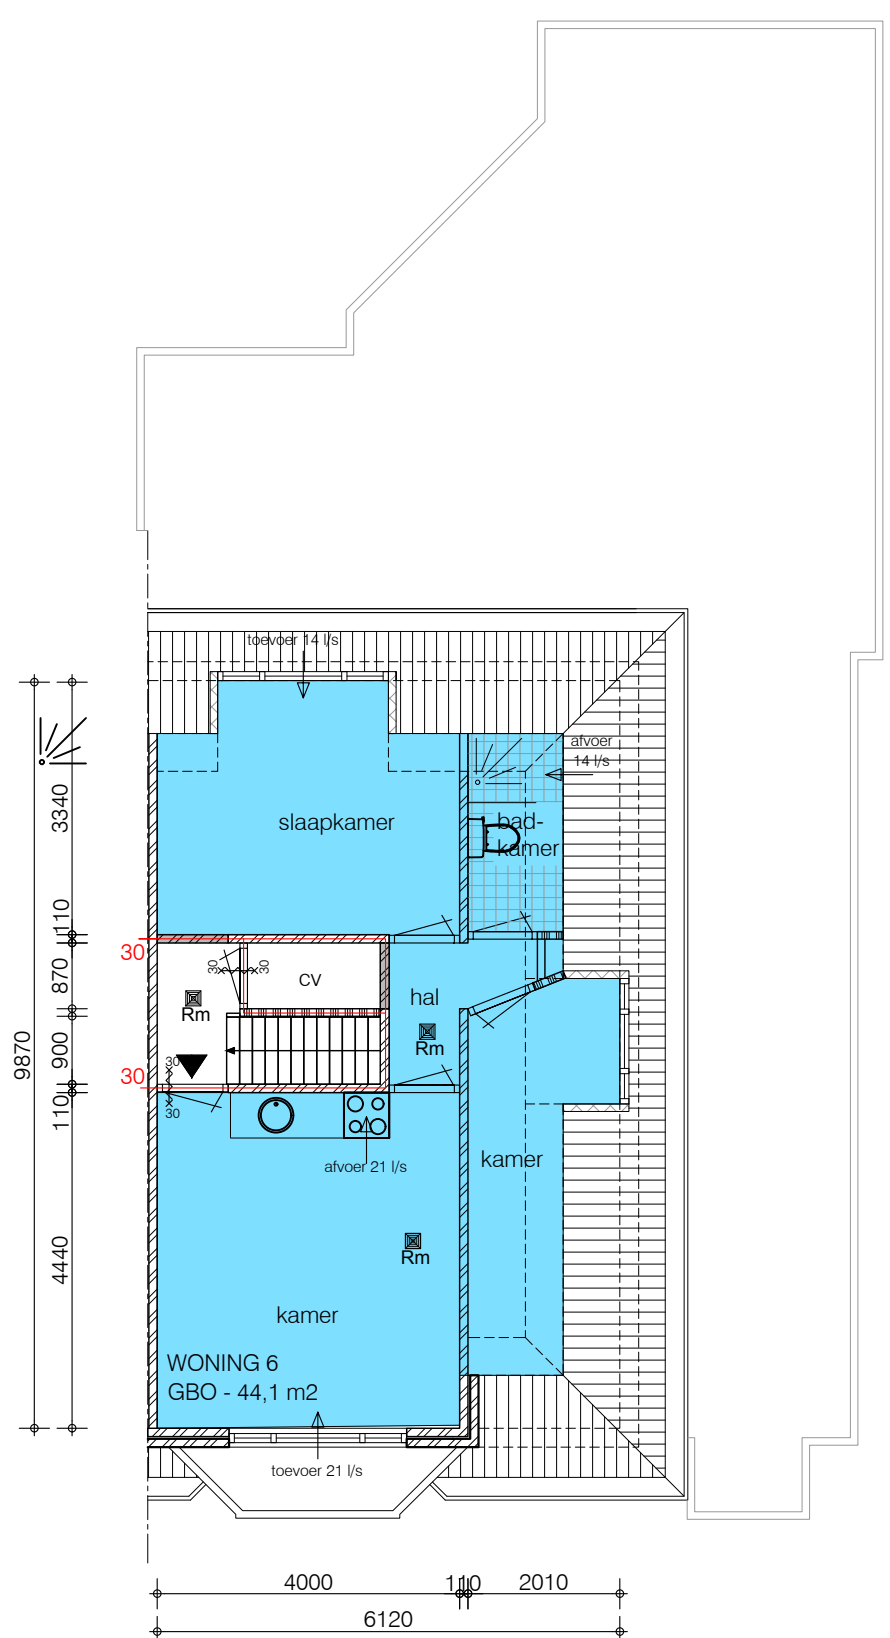 toevoer 14 l/s
afvoer
14 l/s
slaapkamer
bad-
kamer
3340
110
30
870
30
30
CV
hal
Rm
Rm
9870
900
30
30
110
30
afvoer 21 l/s
kamer
4440
Rm
kamer
WONING 6
GBO - 44,1 m2
toevoer 21 l/s
4000
110
2010
6120